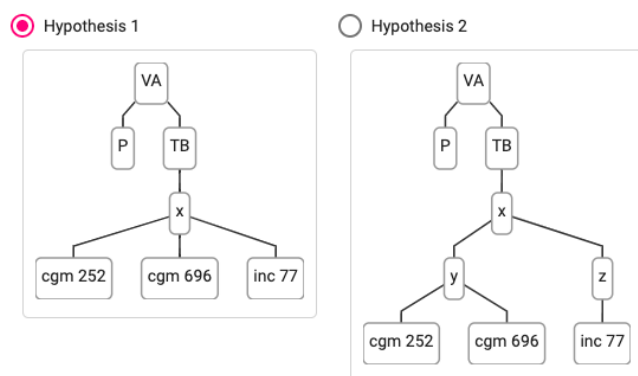 Hypothesis 1
VA
P TB
x
cgm 252 cgm 696 inc 77
Hypothesis 2
VA
P TB
x
y z
cgm 252 cgm 696 inc 77